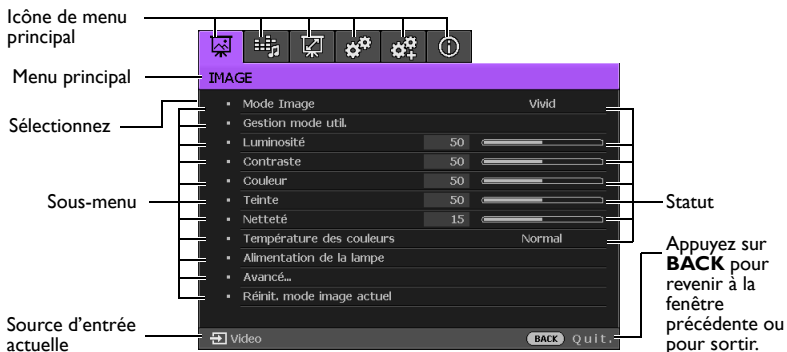 Icône de menu
principal
Menu principal
IMAGE
Sélectionnez
Mode Image Vivid
Gestion mode util.
Luminosité 50
Contraste 50
Couleur 50
Teinte 50
Netteté 15
Température des couleurs Normal
Alimentation de la lampe
Avancé...
Réinit. mode image actuel
Sous-menu
Statut
Appuyez sur
BACK pour
revenir à la
fenêtre
précédente ou
pour sortir.
Source d'entrée
actuelle
Video
BACK Quit.